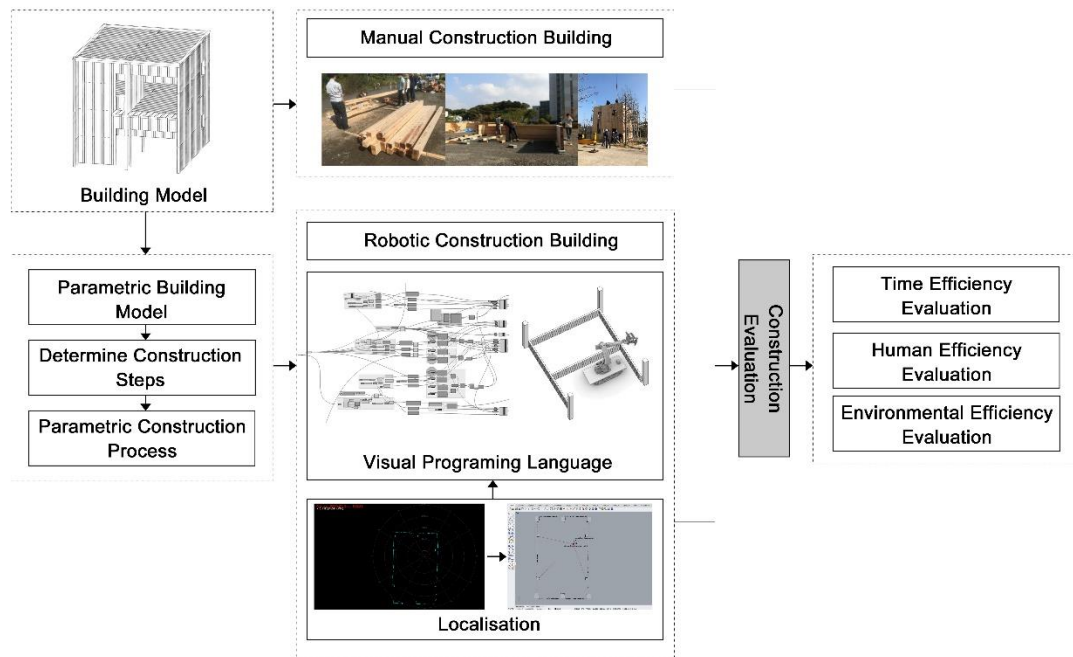 Manual Construction Building
Building Model
Robotic Construction Building
Parametric Building
Model
Determine Construction
Steps
Parametric Construction
Process
Visual Programing Language
Localisation
Construction
Evaluation
Time Efficiency
Evaluation
Human Efficiency
Evaluation
Environmental Efficiency
Evaluation